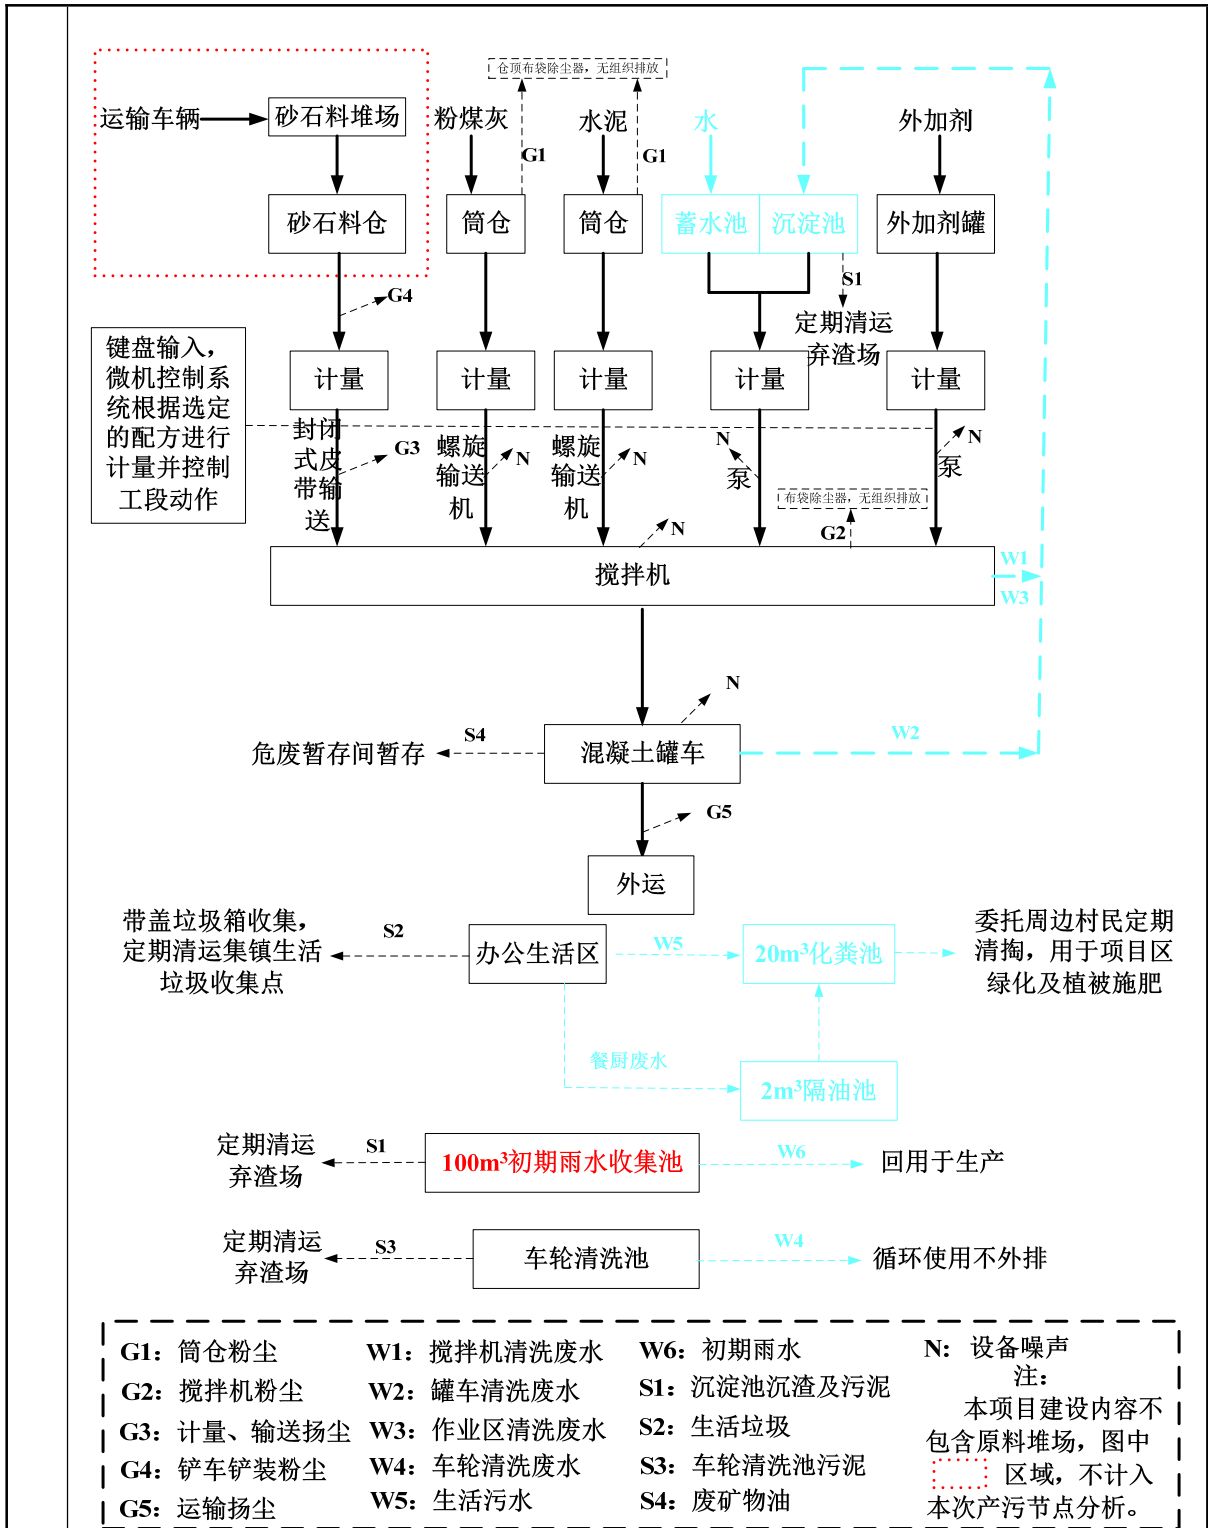 仓顶布袋除尘器，无组织排放
运输车辆
砂石料堆场
粉煤灰
水泥
水
外加剂
G1
G1
砂石料仓
筒仓
筒仓
蓄水池
沉淀池
外加剂罐
G4
S1
定期清运
弃渣场
键盘输入，
微机控制系
统根据选定
的配方进行
计量并控制
工段动作
计量
计量
计量
计量
计量
封闭
式皮
带输
送
G3
螺旋
输送
机
N
螺旋
输送
机
N
N
泵
N
泵
布袋除尘器，无组织排放
G2
N
搅拌机
W1
W3
N
S4
危废暂存间暂存
混凝土罐车
W2
G5
外运
带盖垃圾箱收集，
定期清运集镇生活
垃圾收集点
S2
办公生活区
W5
20m³化粪池
委托周边村民定期
清掏，用于项目区
绿化及植被施肥
餐厨废水
2m³隔油池
定期清运
弃渣场
S1
100m³初期雨水收集池
W6
回用于生产
定期清运
弃渣场
S3
车轮清洗池
W4
循环使用不外排
G1：筒仓粉尘
G2：搅拌机粉尘
G3：计量、输送扬尘
G4：铲车铲装粉尘
G5：运输扬尘
W1：搅拌机清洗废水
W2：罐车清洗废水
W3：作业区清洗废水
W4：车轮清洗废水
W5：生活污水
W6：初期雨水
S1：沉淀池沉渣及污泥
S2：生活垃圾
S3：车轮清洗池污泥
S4：废矿物油
N：设备噪声
注：
本项目建设内容不
包含原料堆场，图中
区域，不计入
本次产污节点分析。